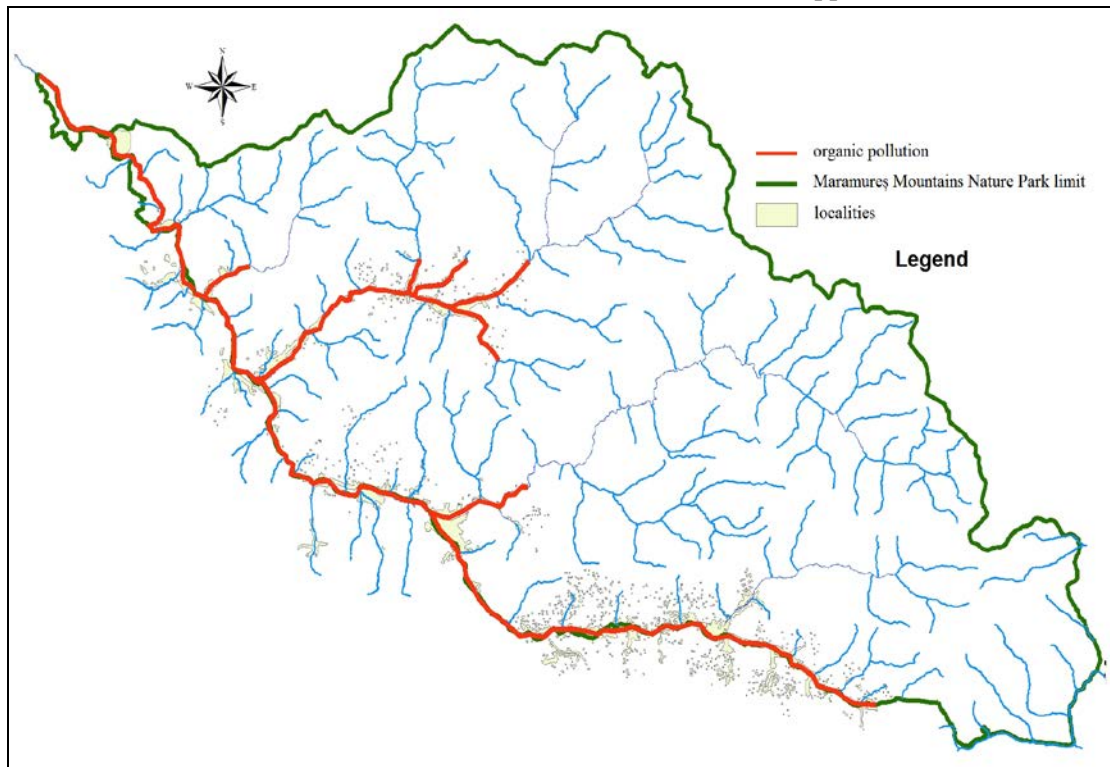 N
W
E
S
organic pollution
Maramureș Mountains Nature Park limit
localities
Legend